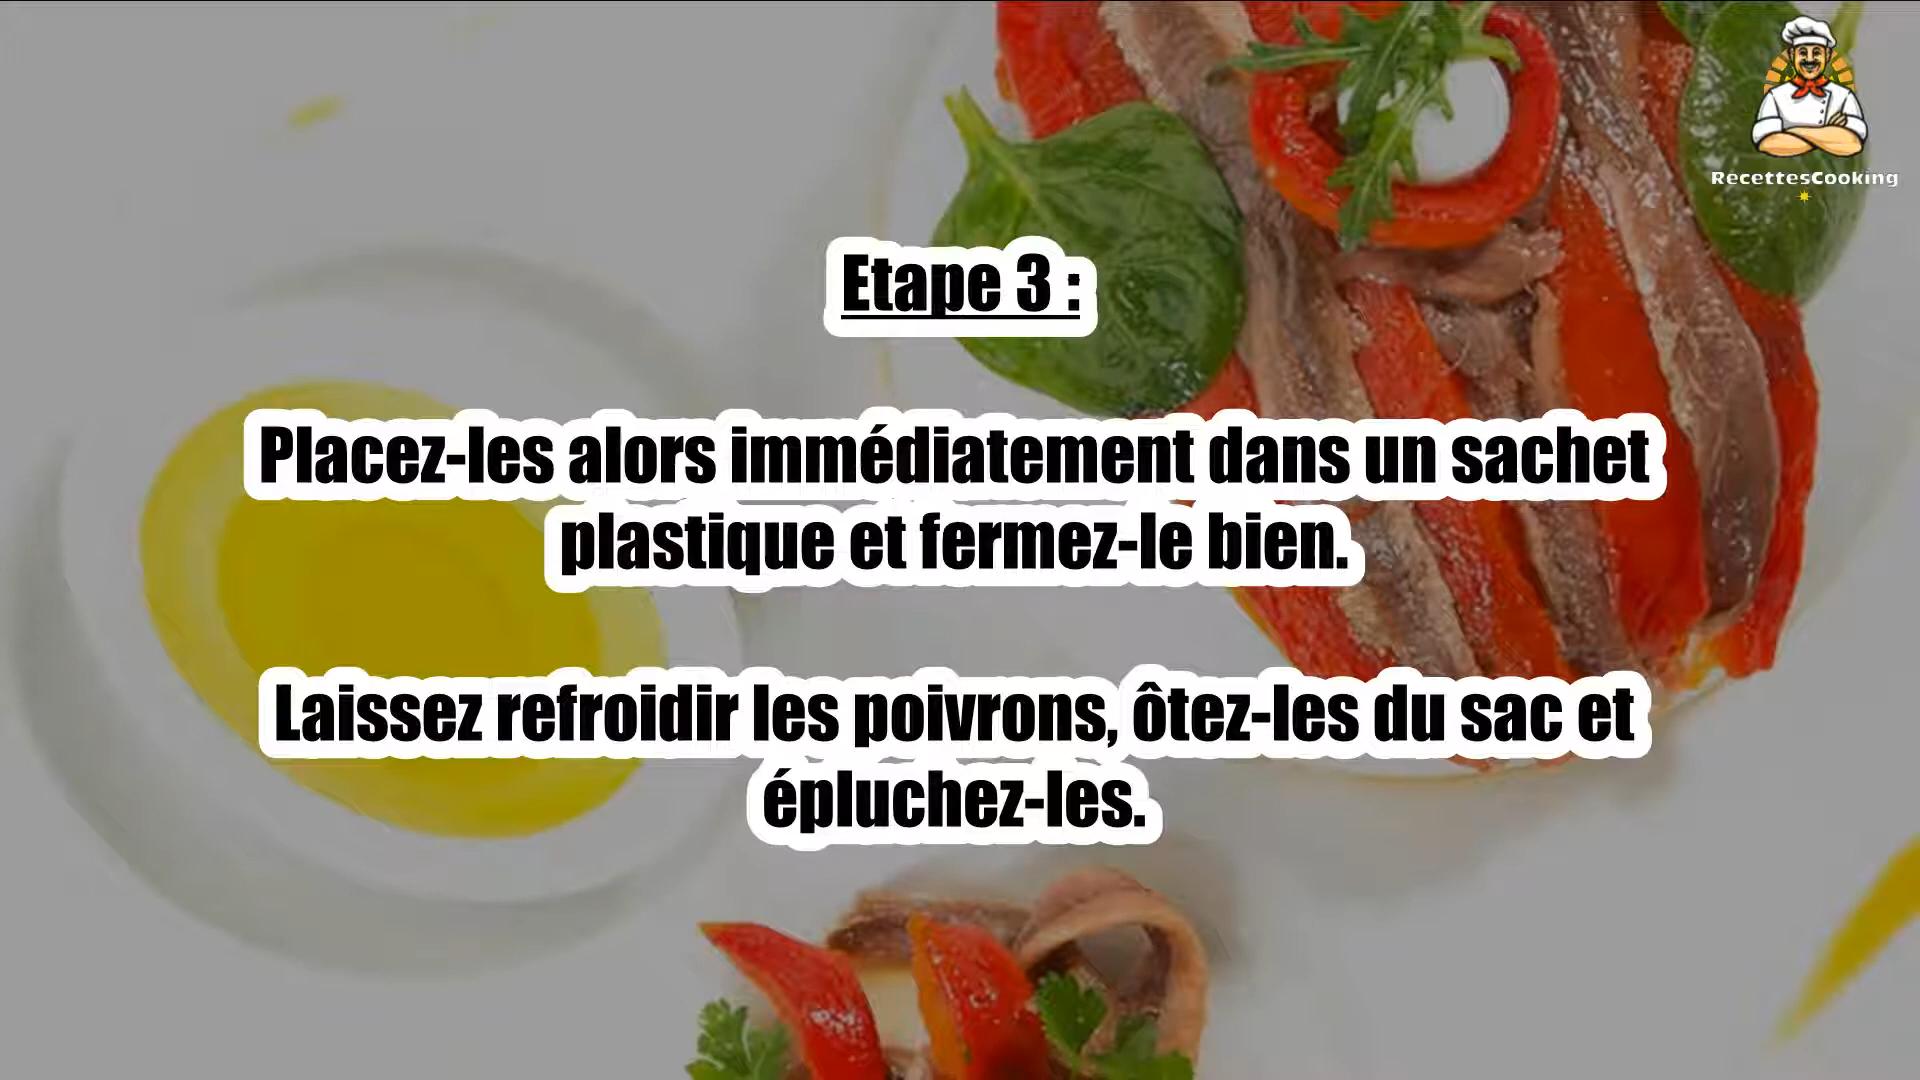 RecettesCooking
Etape 3 :
Placez-les alors immédiatement dans un sachet
plastique et fermez-le bien.
Laissez refroidir les poivrons, ôtez-les du sac et
épluchez-les.